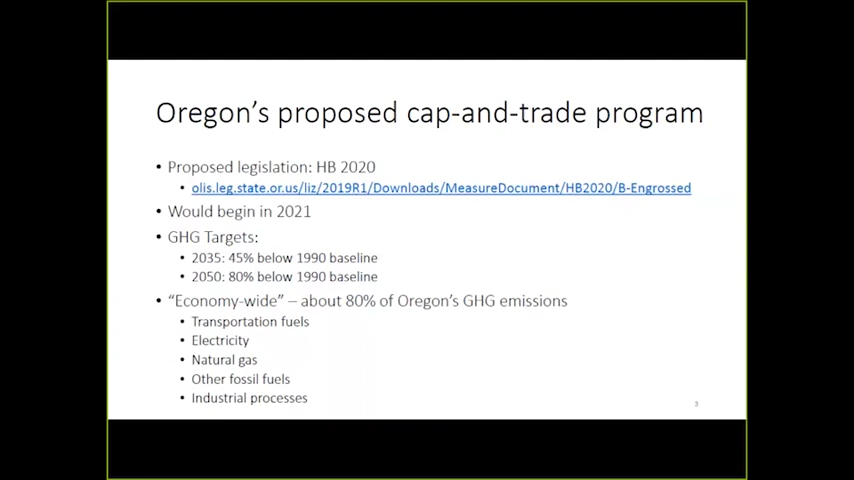 Oregon's proposed cap-and-trade program
• Proposed legislation: HB 2020
• olis.leg.state.or.us/liz/2019R1/Downloads/MeasureDocument/HB2020/B-Engrossed
• Would begin in 2021
• GHG Targets:
• 2035: 45% below 1990 baseline
• 2050: 80% below 1990 baseline
• “Economy-wide” – about 80% of Oregon's GHG emissions
• Transportation fuels
• Electricity
• Natural gas
• Other fossil fuels
• Industrial processes
3